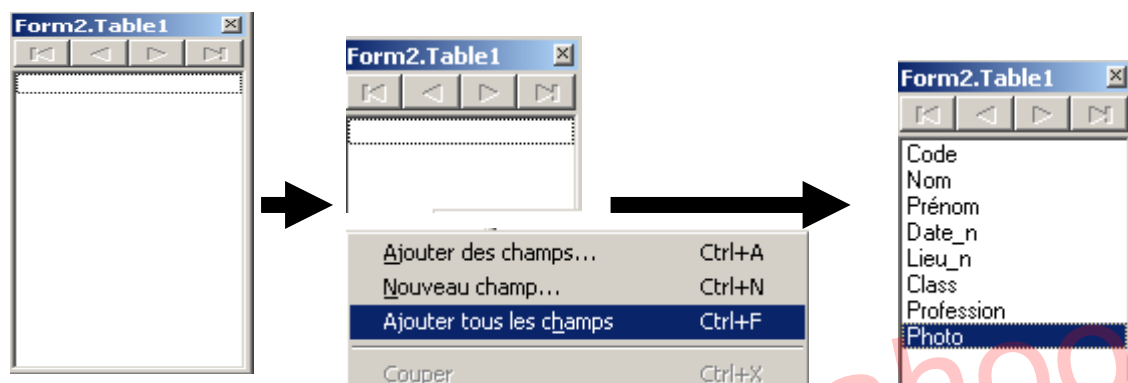 Form2.Table1
Form2.Table1
Ajouter des champs... Ctrl+A
Nouveau champ... Ctrl+N
Ajouter tous les champs Ctrl+F
Couper Ctrl+X
Form2.Table1
Code
Nom
Prénom
Date_n
Lieu_n
Class
Profession
Photo
hoo